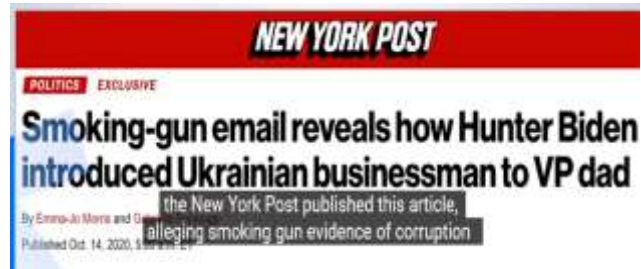 NEW YORK POST
POLITICS EXCLUSIVE
Smoking-gun email reveals how Hunter Biden
introduced Ukrainian businessman to VP dad
the New York Post published this article,
By Emma-Jo Morris and
alleging smoking gun evidence of corruption
Published Oct. 14, 2020,